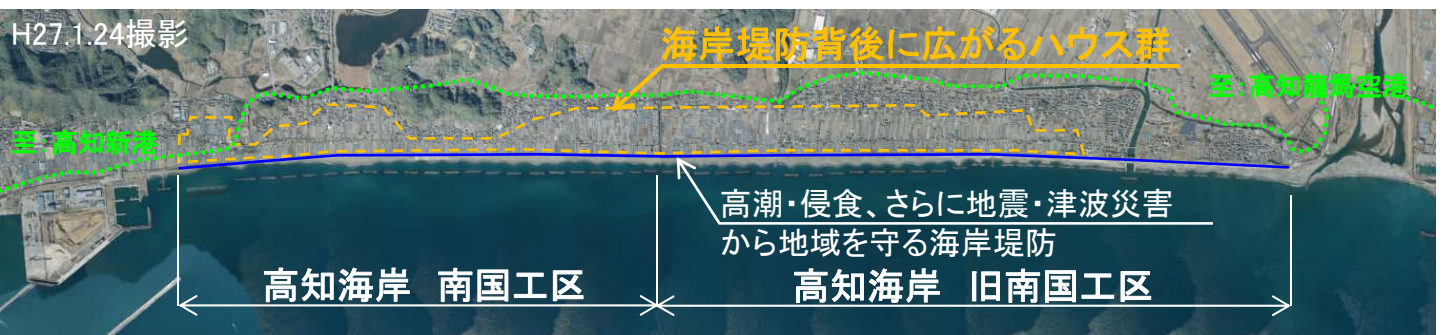 H27.1.24撮影
海岸堤防背後に広がるハウス群
至:高知龍馬空港
至:高知新港
高潮・侵食、さらに地震・津波災害
から地域を守る海岸堤防
高知海岸 南国工区
高知海岸 旧南国工区